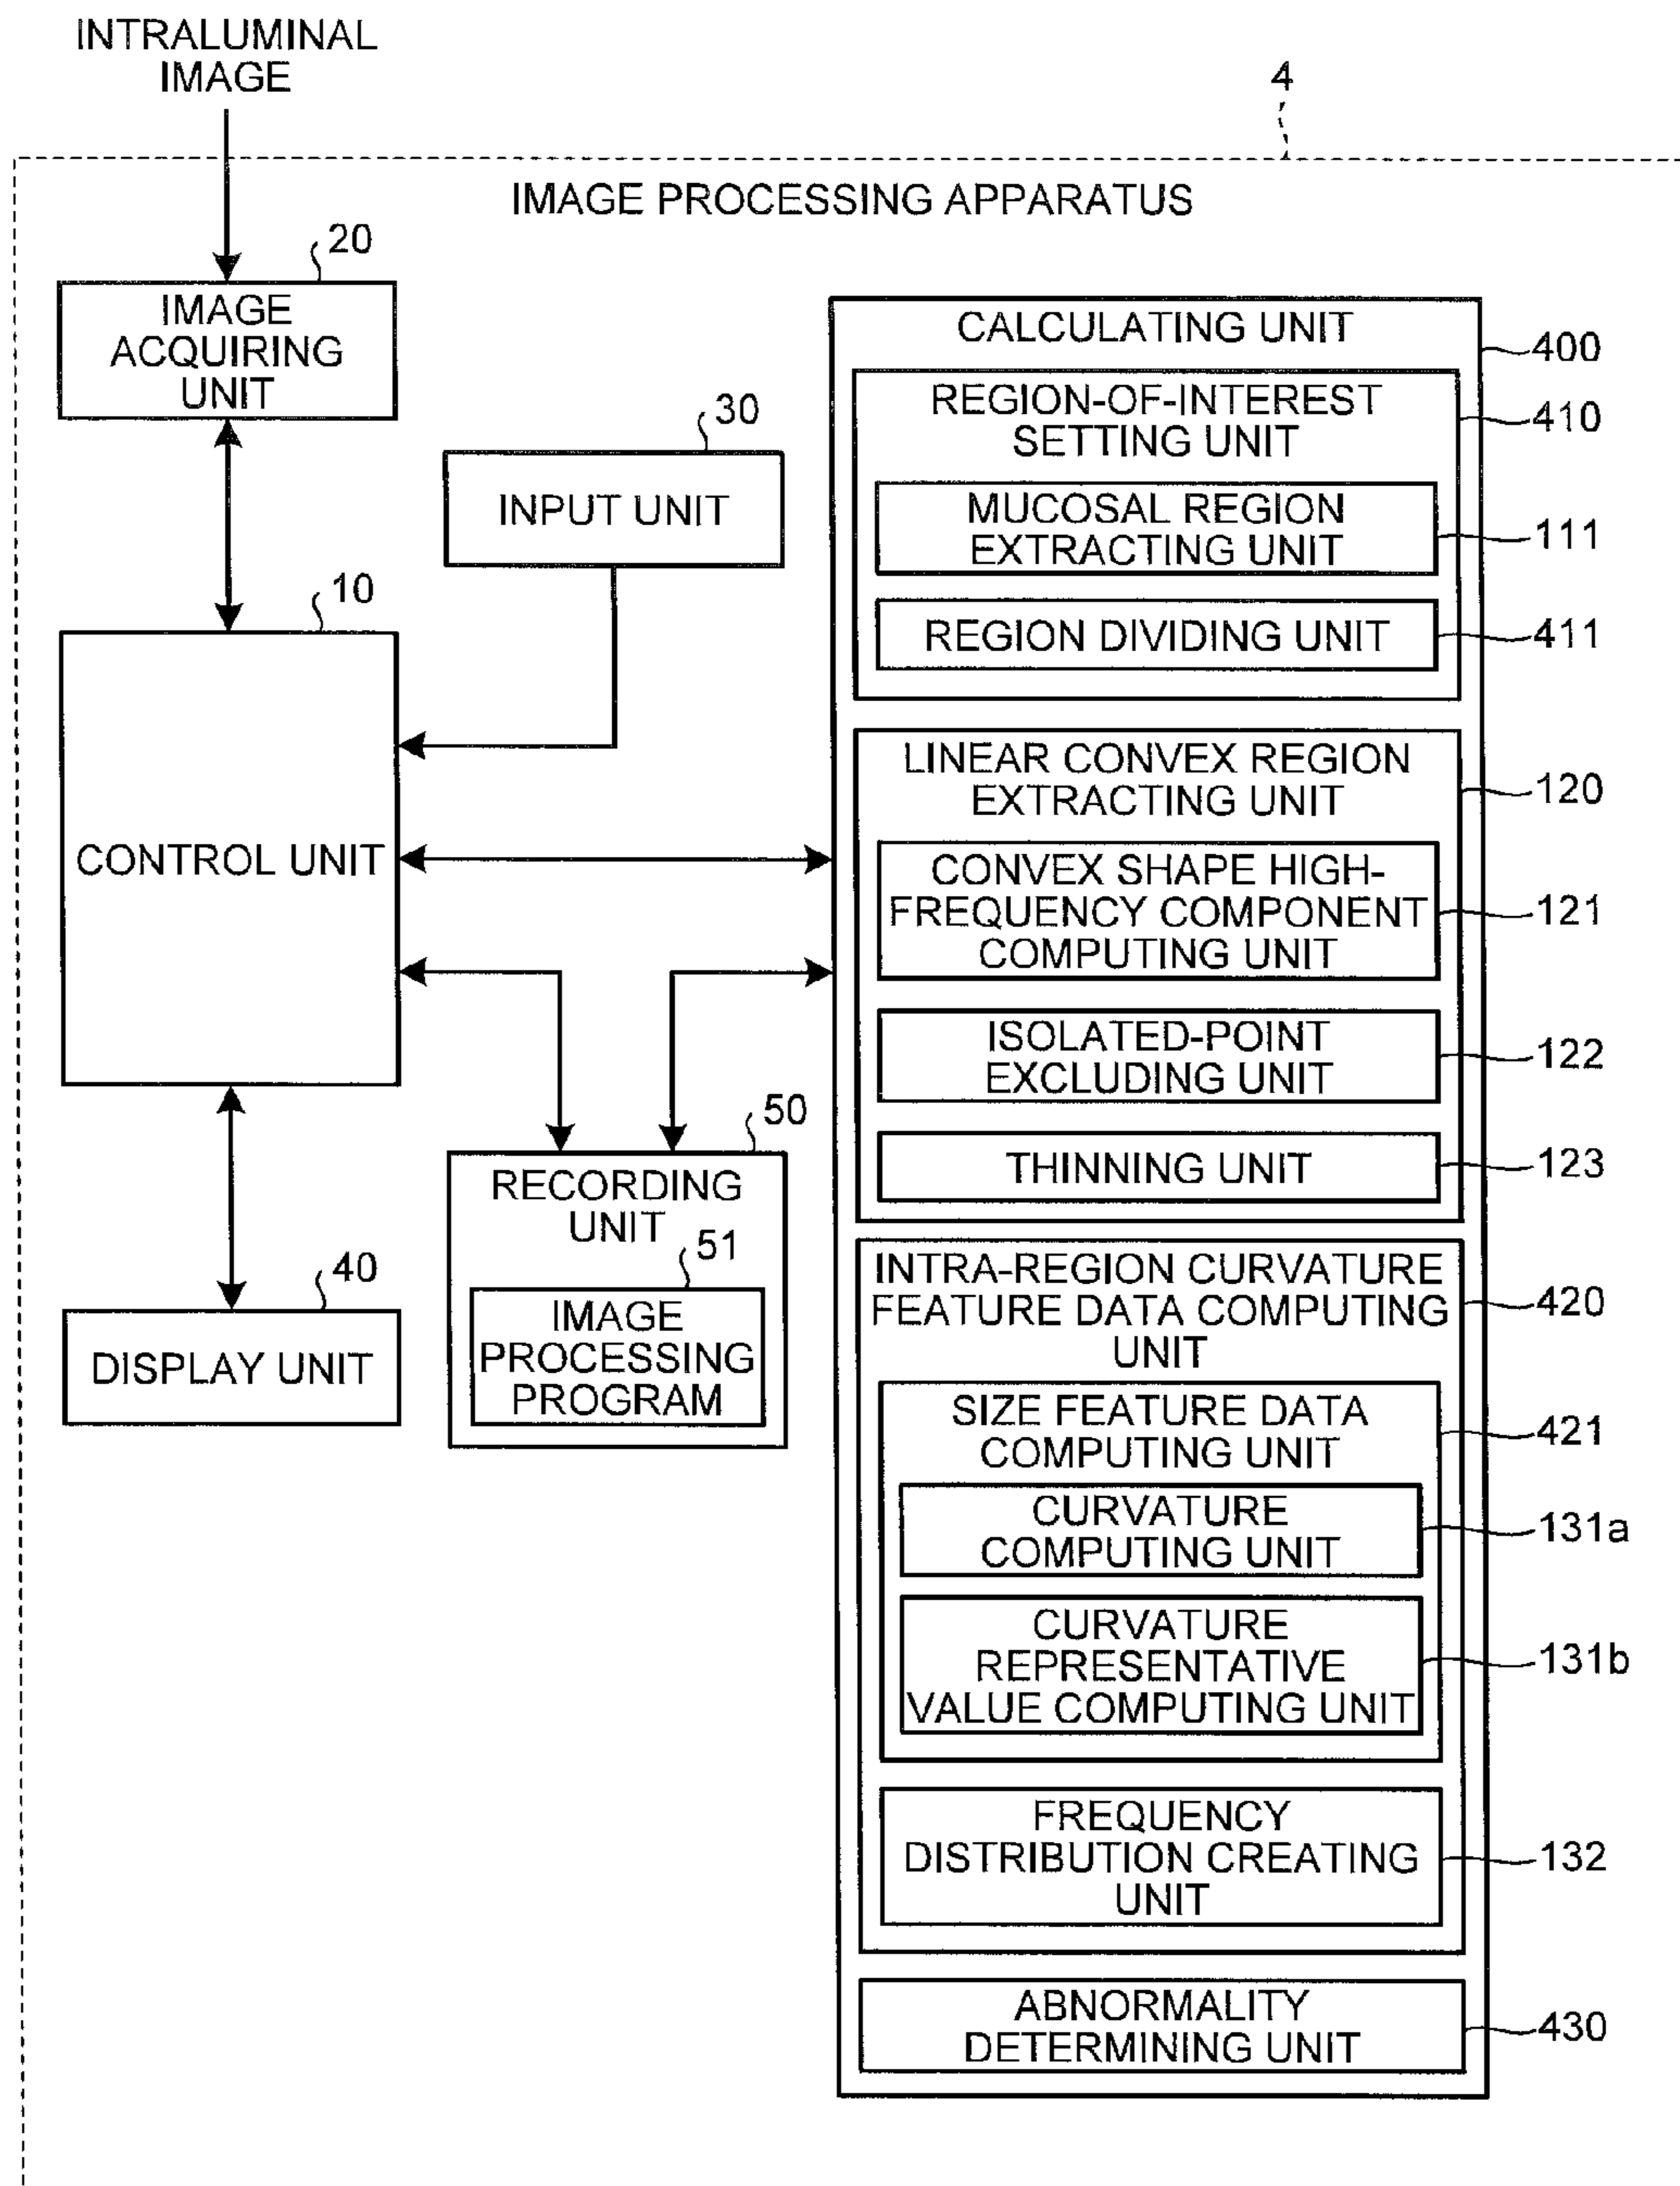 INTRALUMINAL
IMAGE
4
IMAGE PROCESSING APPARATUS
20
IMAGE
ACQUIRING
UNIT
30
INPUT UNIT
10
CONTROL UNIT
40
DISPLAY UNIT
50
RECORDING
UNIT
51
IMAGE
PROCESSING
PROGRAM
CALCULATING UNIT
400
REGION-OF-INTEREST
SETTING UNIT
410
MUCOSAL REGION
EXTRACTING UNIT
111
REGION DIVIDING UNIT
411
LINEAR CONVEX REGION
EXTRACTING UNIT
120
CONVEX SHAPE HIGH-
FREQUENCY COMPONENT
COMPUTING UNIT
121
ISOLATED-POINT
EXCLUDING UNIT
122
THINNING UNIT
123
INTRA-REGION CURVATURE
FEATURE DATA COMPUTING
UNIT
420
SIZE FEATURE DATA
COMPUTING UNIT
421
CURVATURE
COMPUTING UNIT
131a
CURVATURE
REPRESENTATIVE
VALUE COMPUTING UNIT
131b
FREQUENCY
DISTRIBUTION CREATING
UNIT
132
ABNORMALITY
DETERMINING UNIT
430